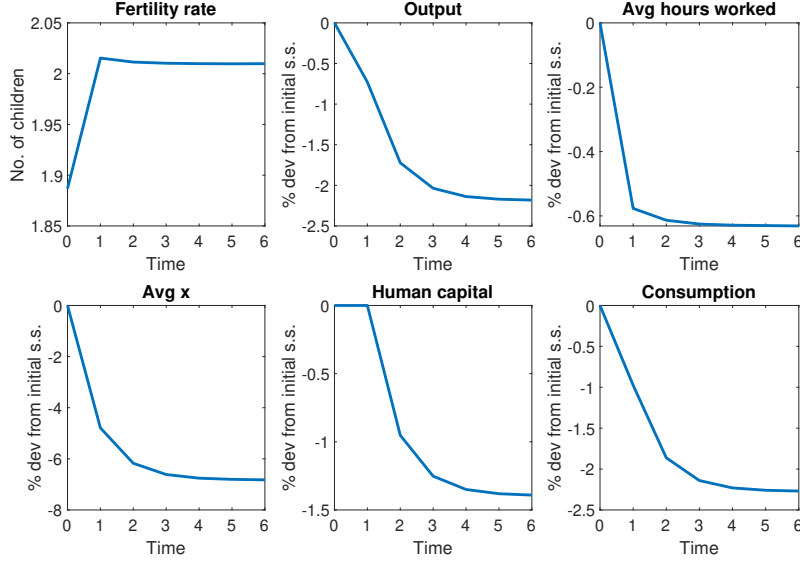 Fertility rate
2.05
2
1.95
1.9
1.85
No. of children
0 1 2 3 4 5 6
Time
Output
0
-0.5
-1
-1.5
-2
-2.5
% dev from initial s.s.
0 1 2 3 4 5 6
Time
Avg hours worked
0
-0.2
-0.4
-0.6
% dev from initial s.s.
0 1 2 3 4 5 6
Time
Avg x
0
-2
-4
-6
-8
% dev from initial s.s.
0 1 2 3 4 5 6
Time
Human capital
0
-0.5
-1
-1.5
% dev from initial s.s.
0 1 2 3 4 5 6
Time
Consumption
0
-0.5
-1
-1.5
-2
-2.5
% dev from initial s.s.
0 1 2 3 4 5 6
Time